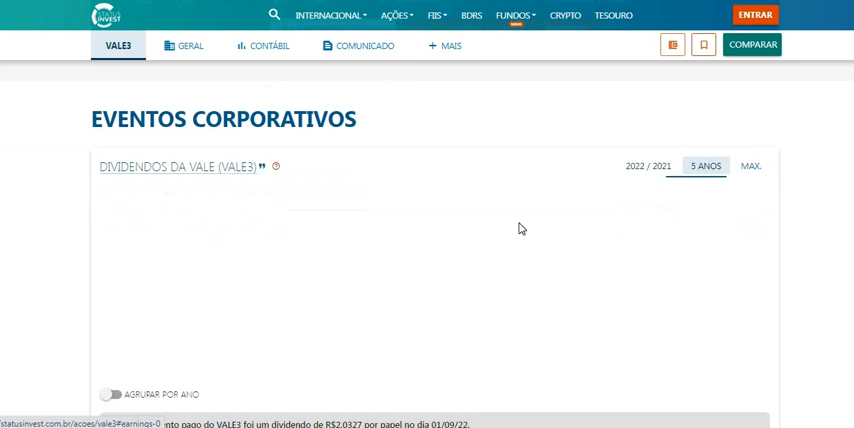 STATUS INVEST
INTERNACIONAL AÇÕES FIIS BDRS FUNDOS CRYPTO TESOURO ENTRAR
VALE3 GERAL CONTÁBIL COMUNICADO + MAIS COMPARAR
EVENTOS CORPORATIVOS
DIVIDENDOS DA VALE (VALE3) 2022 / 2021 5 ANOS MAX.
AGRUPAR POR ANO
/statusinvest.com.br/acoes/vale3#earnings-0 nto pago do VALE3 foi um dividendo de R$2,0327 por papel no dia 01/09/22.